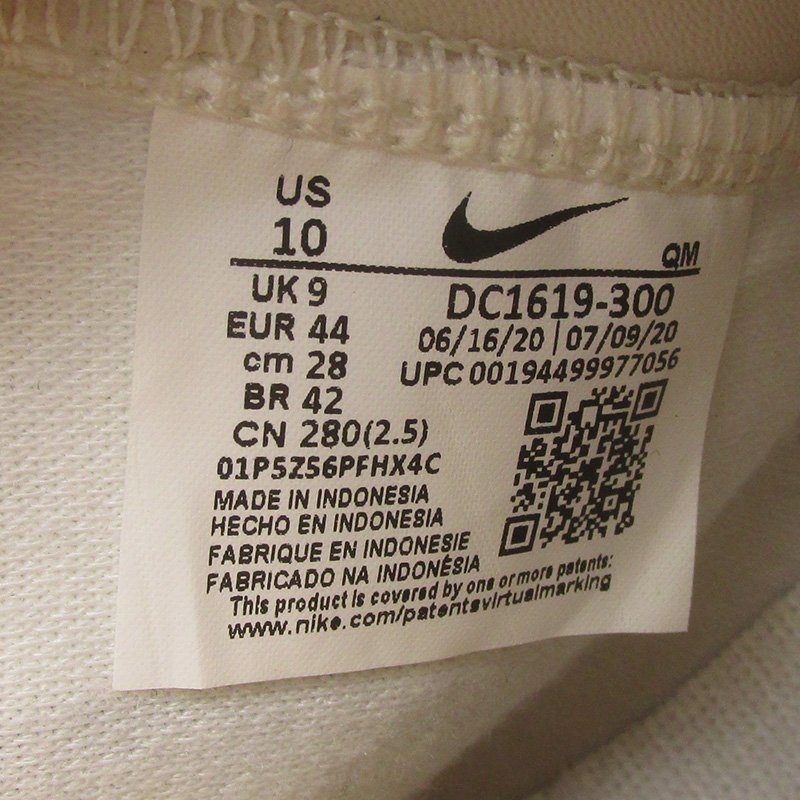 US
10
QM
UK 9
EUR 44
cm 28
BR 42
CN 280(2.5)
01P5Z56PFHX4C
DC1619-300
06/16/20 | 07/09/20
UPC 00194499977056
MADE IN INDONESIA
HECHO EN INDONESIA
FABRIQUE EN INDONESIE
FABRICADO NA INDONÉSIA
This product is covered by one or more patents:
www.nike.com/patentsvirtualmarking